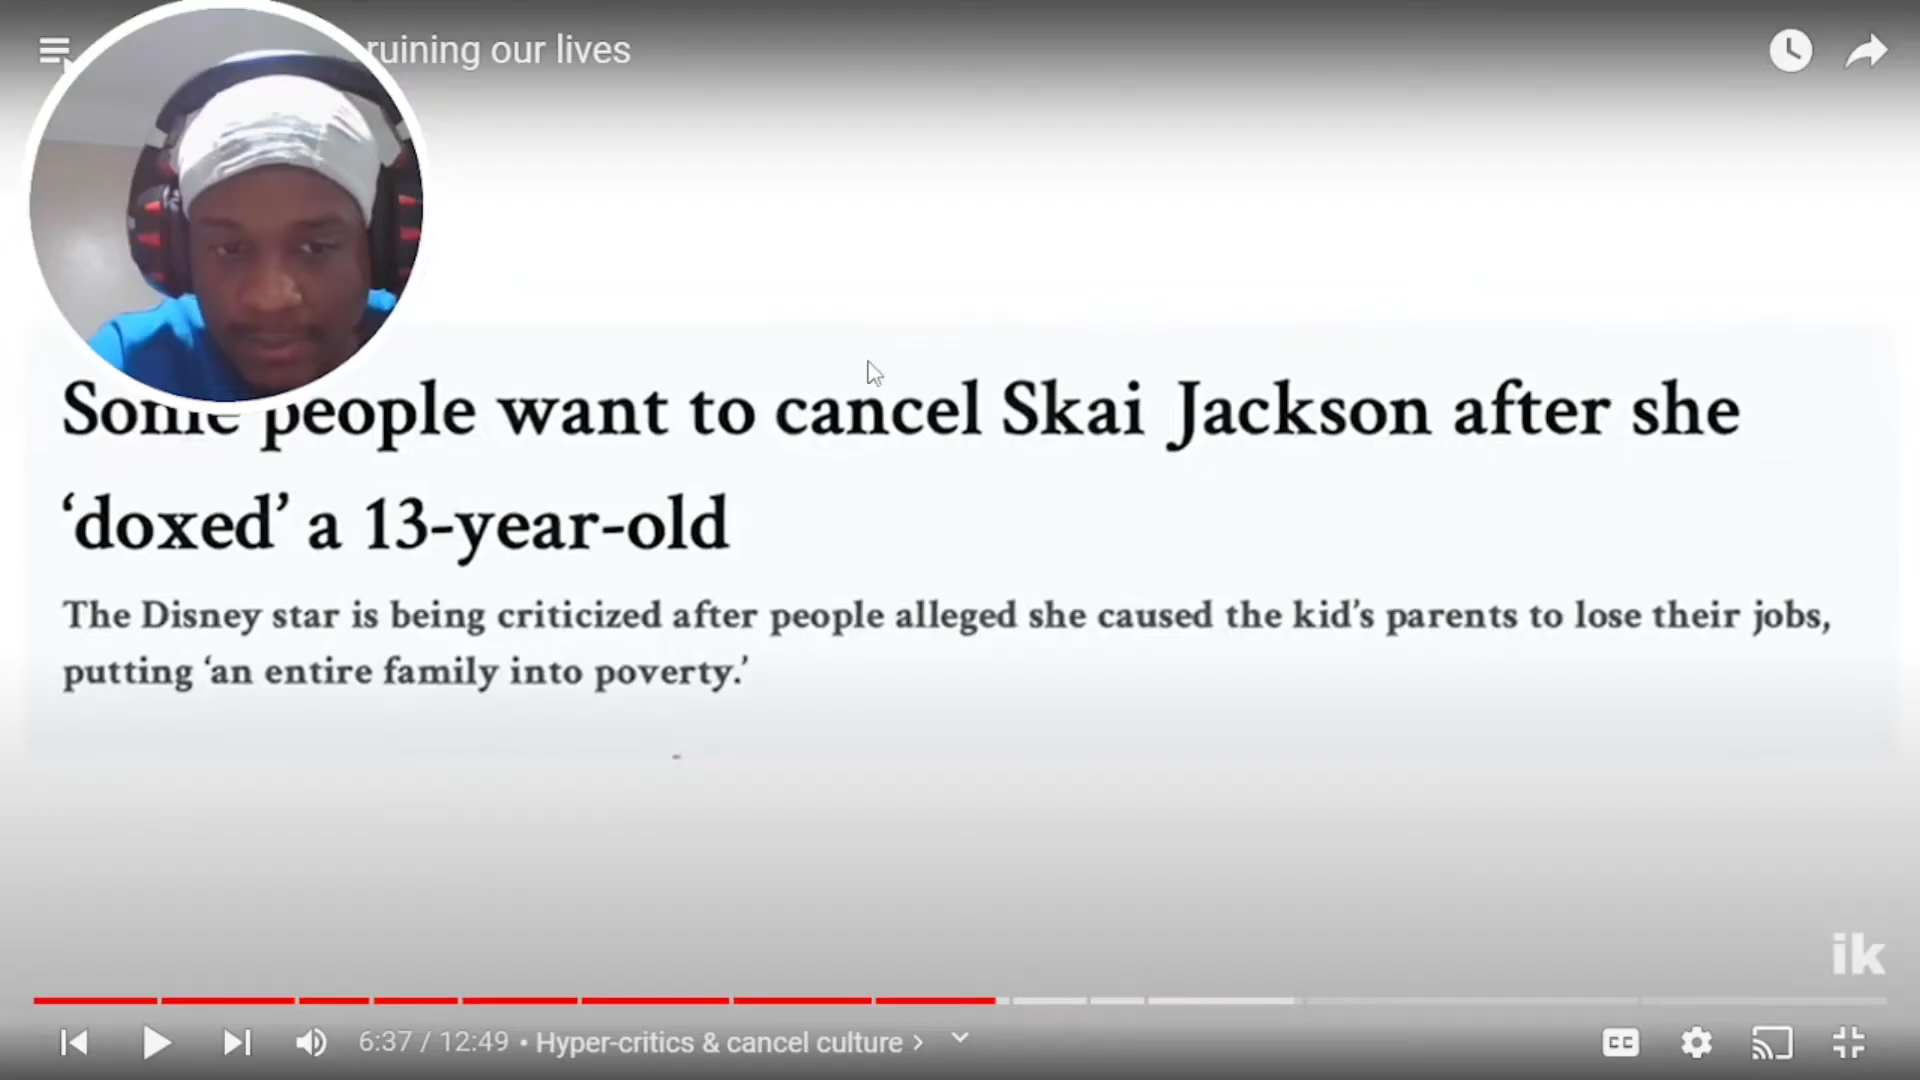 ruining our lives
Some people want to cancel Skai Jackson after she
‘doxed’ a 13-year-old
The Disney star is being criticized after people alleged she caused the kid’s parents to lose their jobs,
putting ‘an entire family into poverty.’
ik
6:37 / 12:49 • Hyper-critics & cancel culture ›
CC